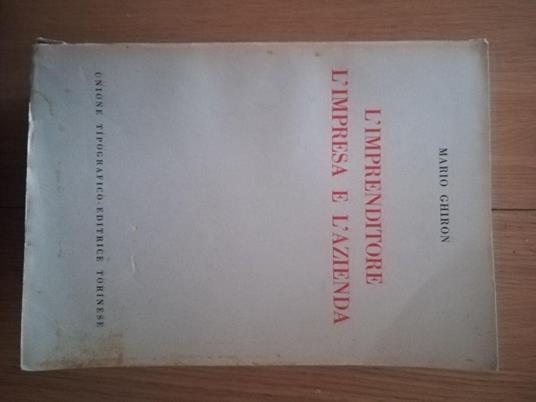 MARIO GHIRON
L'IMPRENDITORE
L'IMPRESA E L'AZIENDA
UNIONE TIPOGRAFICO-EDITRICE TORINESE